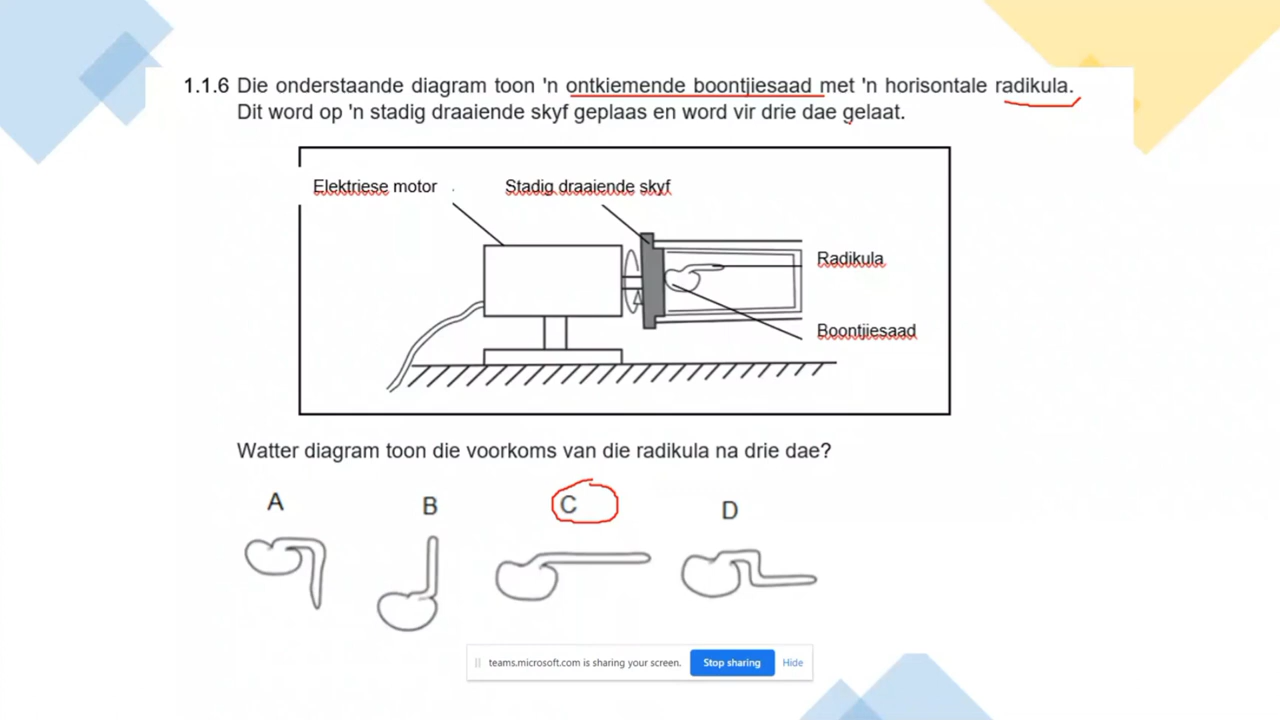 1.1.6 Die onderstaande diagram toon 'n ontkiemende boontjiesaad met 'n horisontale radikula.
Dit word op 'n stadig draaiende skyf geplaas en word vir drie dae gelaat.
Elektriese motor
Stadig draaiende skyf
Radikula
Boontjiesaad
Watter diagram toon die voorkoms van die radikula na drie dae?
A B C D
teams.microsoft.com is sharing your screen. Stop sharing Hide